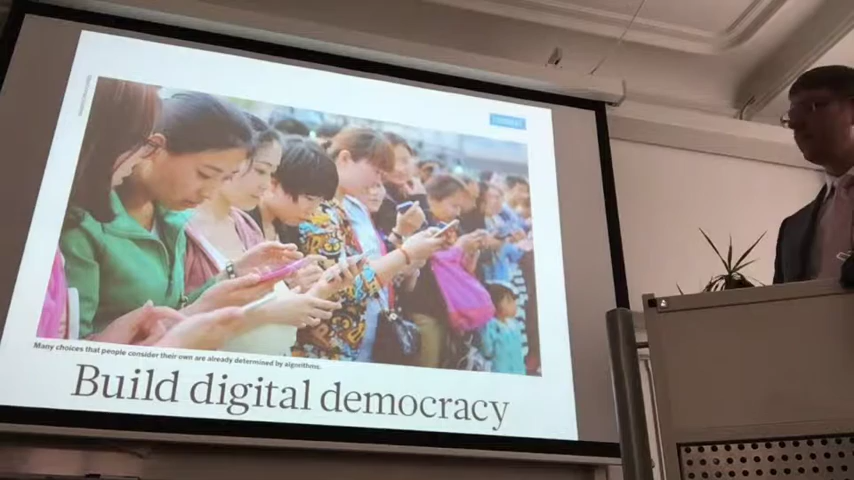 Many choices that people consider their own are already determined by algorithms.
Build digital democracy